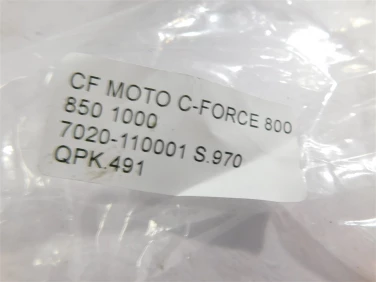 CF MOTO C-FORCE 800
850 1000
7020-110001 S.970
QPK.491